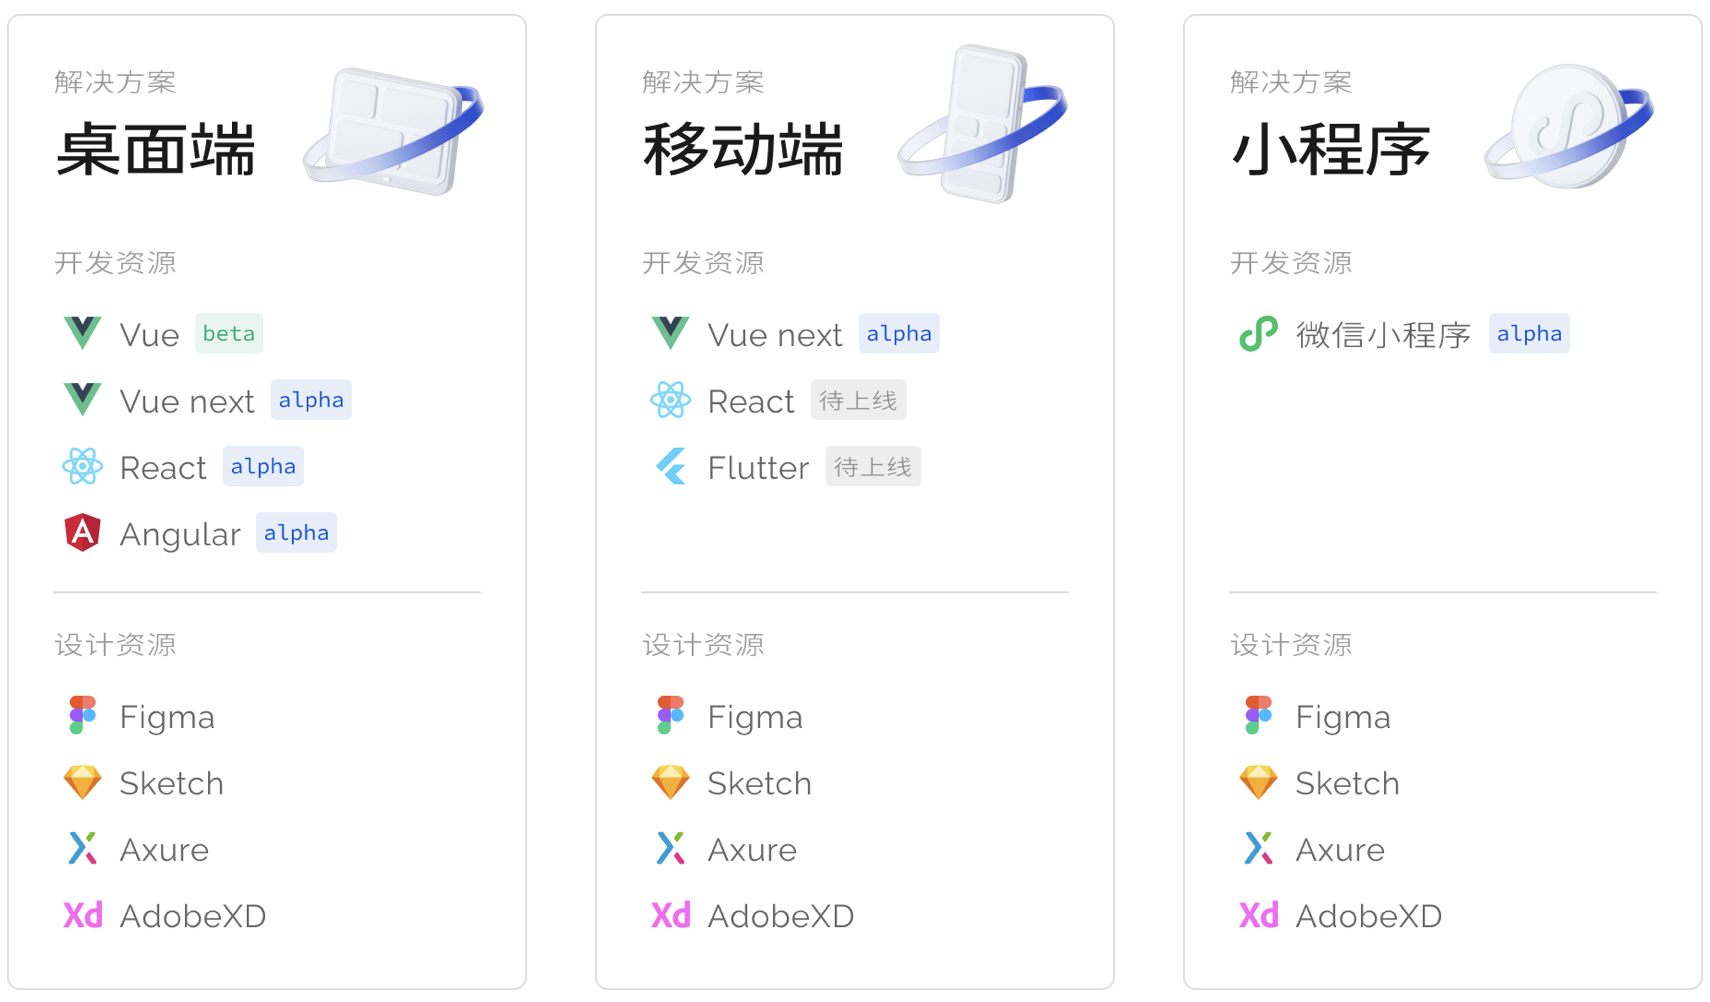 解决方案
桌面端
开发资源
Vue beta
Vue next alpha
React alpha
Angular alpha
设计资源
Figma
Sketch
Axure
Xd AdobeXD
解决方案
移动端
开发资源
Vue next alpha
React 待上线
Flutter 待上线
设计资源
Figma
Sketch
Axure
Xd AdobeXD
解决方案
小程序
开发资源
微信小程序 alpha
设计资源
Figma
Sketch
Axure
Xd AdobeXD